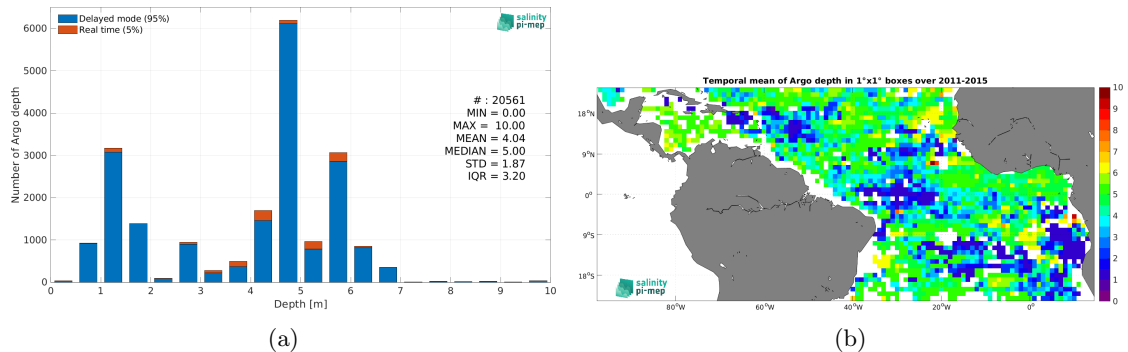 Delayed mode (95%)
Real time (5%)
salinity
pi-mep
6000
5000
4000
3000
2000
1000
0
Number of Argo depth
# : 20561
MIN = 0.00
MAX = 10.00
MEAN = 4.04
MEDIAN = 5.00
STD = 1.87
IQR = 3.20
0 1 2 3 4 5 6 7 8 9 10
Depth [m]
(a)
Temporal mean of Argo depth in 1°x1° boxes over 2011-2015
18°N
9°N
0°
9°S
18°S
salinity
pi-mep
80°W 60°W 40°W 20°W 0°
10
9
8
7
6
5
4
3
2
1
0
(b)